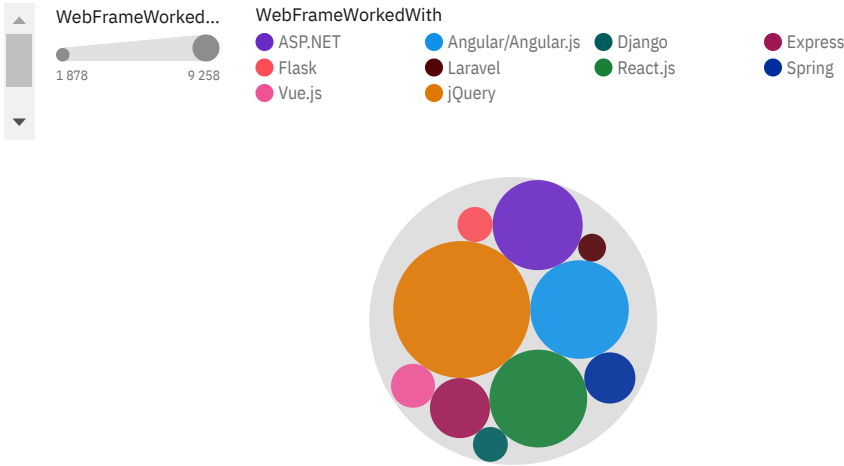 WebFrameWorked...
1 878 9 258
WebFrameWorkedWith
ASP.NET Angular/Angular.js Django Express
Flask Laravel React.js Spring
Vue.js jQuery